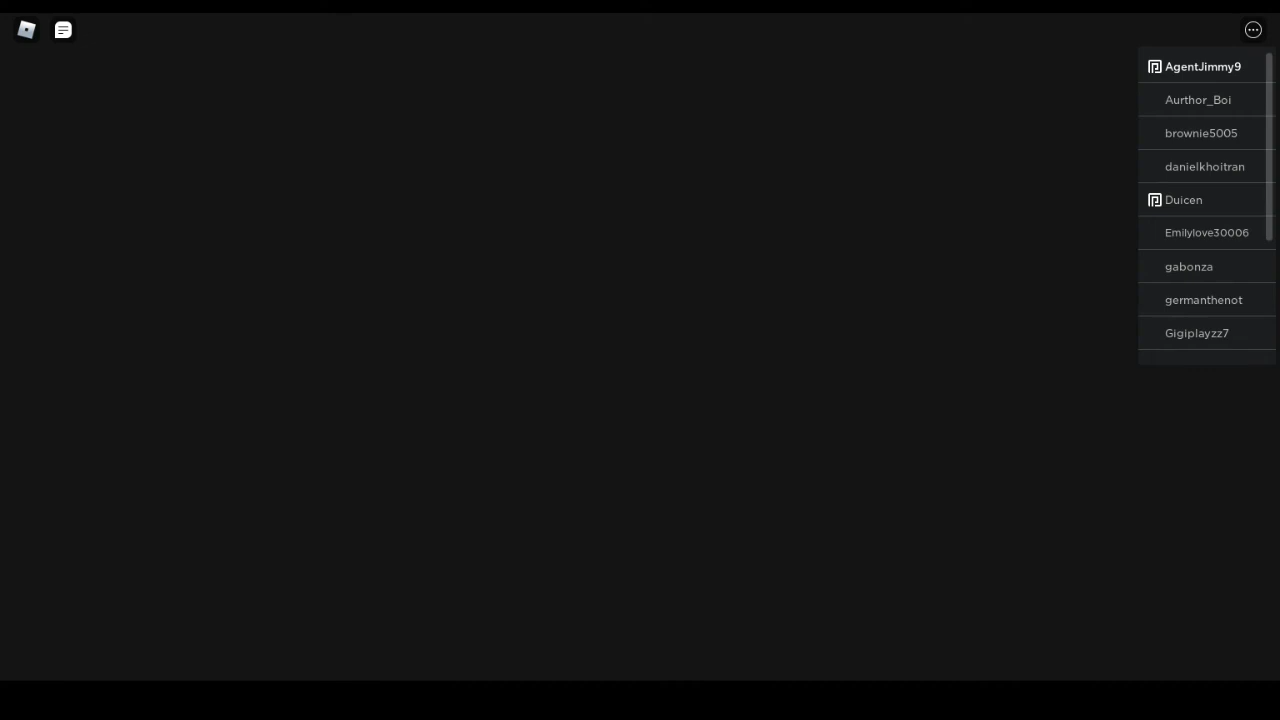 AgentJimmy9
Aurthor_Boi
brownie5005
danielkhoitran
Duicen
Emilylove30006
gabonza
germanthenot
Gigiplayzz7